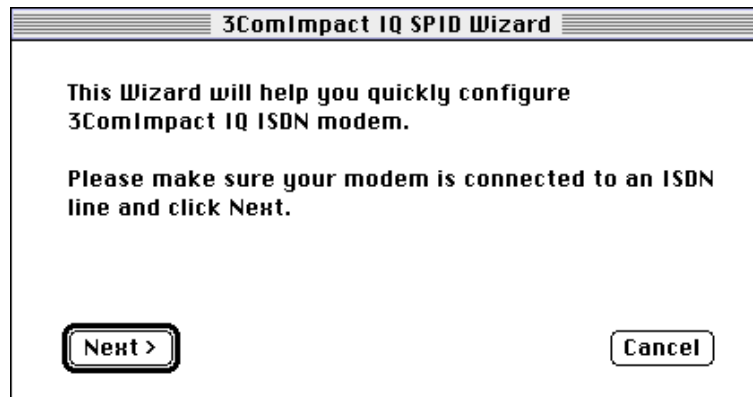 3ComImpact IQ SPID Wizard
This Wizard will help you quickly configure
3ComImpact IQ ISDN modem.
Please make sure your modem is connected to an ISDN
line and click Next.
Next >
Cancel